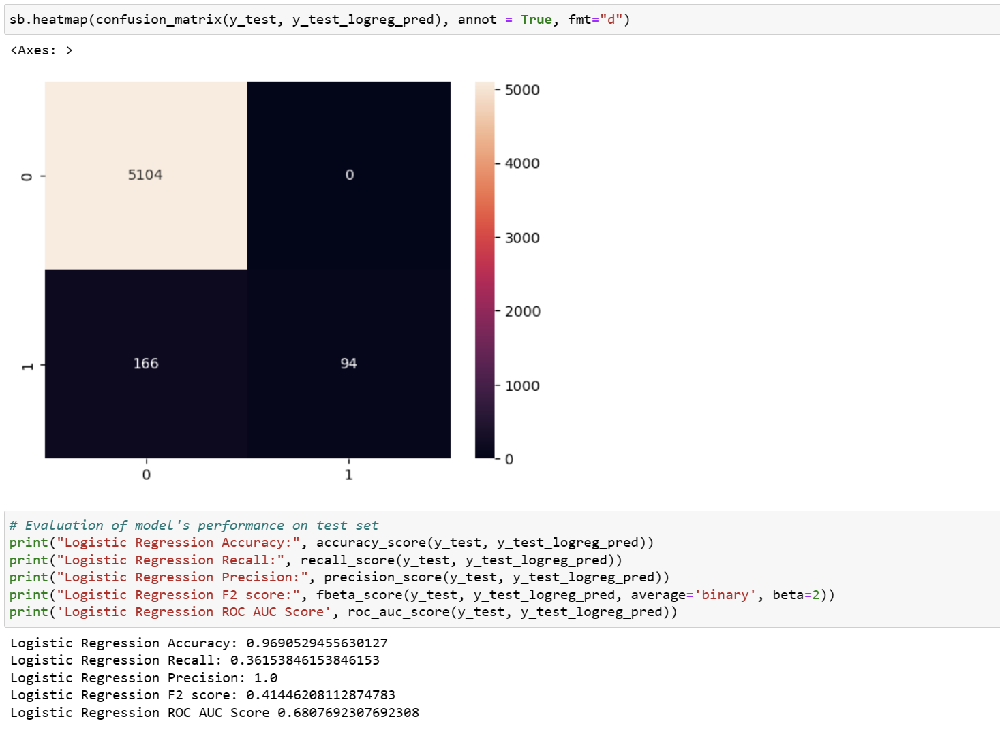 sb.heatmap(confusion_matrix(y_test, y_test_logreg_pred), annot = True, fmt="d")
<Axes: >
5104
0
166
94
0
1
0
1
5000
4000
3000
2000
1000
0
# Evaluation of model's performance on test set
print("Logistic Regression Accuracy:", accuracy_score(y_test, y_test_logreg_pred))
print("Logistic Regression Recall:", recall_score(y_test, y_test_logreg_pred))
print("Logistic Regression Precision:", precision_score(y_test, y_test_logreg_pred))
print("Logistic Regression F2 score:", fbeta_score(y_test, y_test_logreg_pred, average='binary', beta=2))
print('Logistic Regression ROC AUC Score', roc_auc_score(y_test, y_test_logreg_pred))
Logistic Regression Accuracy: 0.9690529455630127
Logistic Regression Recall: 0.36153846153846153
Logistic Regression Precision: 1.0
Logistic Regression F2 score: 0.41446208112874783
Logistic Regression ROC AUC Score 0.6807692307692308